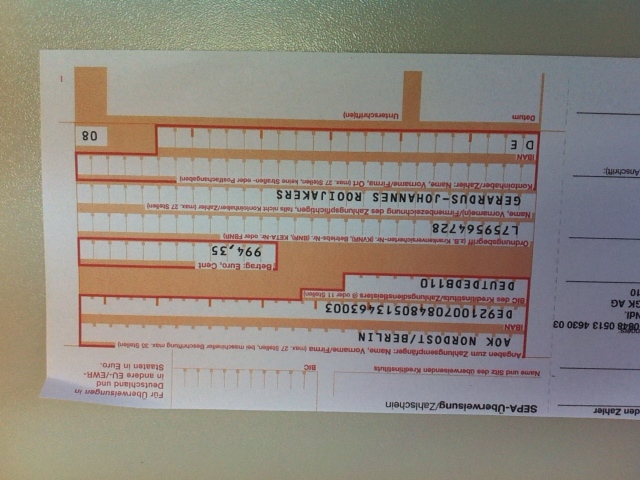 SEPA-Überweisung/Zahlschein
Für Überweisungen in
Deutschland und
in andere EU-/EWR-
Staaten in Euro.
Name und Sitz des überweisenden Kreditinstituts
BIC
Angaben zum Zahlungsempfänger: Name, Vorname/Firma (max. 27 Stellen, bei maschineller Beschriftung max. 35 Stellen)
AOK NORDOST/BERLIN
IBAN
DE92100708480513463003
BIC des Kreditinstituts/Zahlungsdienstleisters (8 oder 11 Stellen)
DEUTDEDB110
Betrag: Euro, Cent
994,35
Ordnungsbegriff (z.B. Krankenversicherten-Nr. (KVNR), Betriebs-Nr. (BNR), KETA-Nr. oder FBNR)
L759564728
Name, Vorname(n)/Firmenbezeichnung des Zahlungspflichtigen, falls nicht Kontoinhaber/Zahler (max. 27 Stellen)
GERARDUS-JOHANNES ROOIJAKERS
Kontoinhaber/Zahler: Name, Vorname/Firma, Ort (max. 27 Stellen, keine Straßen- oder Postfachangaben)
IBAN
DE
08
Datum
Unterschrift(en)
den Zahler
0848 0513 4630 03
ndl.
GK AG
10
Anschrift):